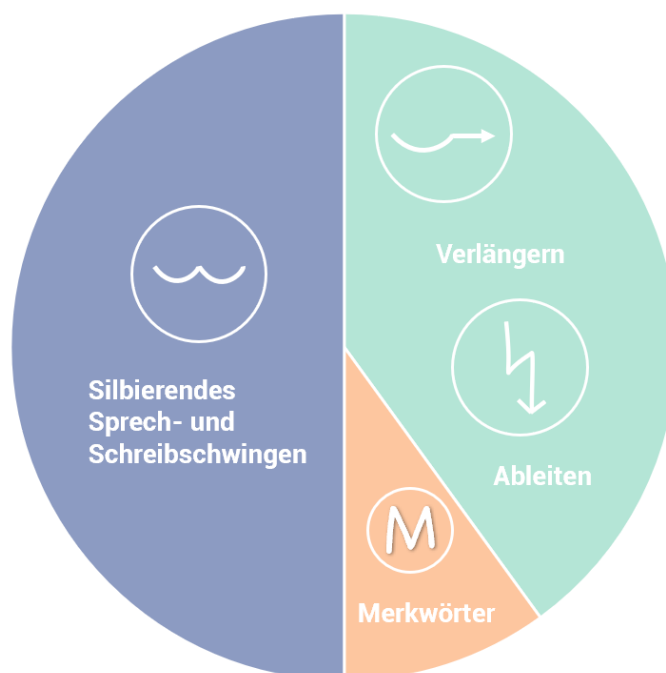 Silbierendes
Sprech- und
Schreibschwingen
Verlängern
Ableiten
M
Merkwörter